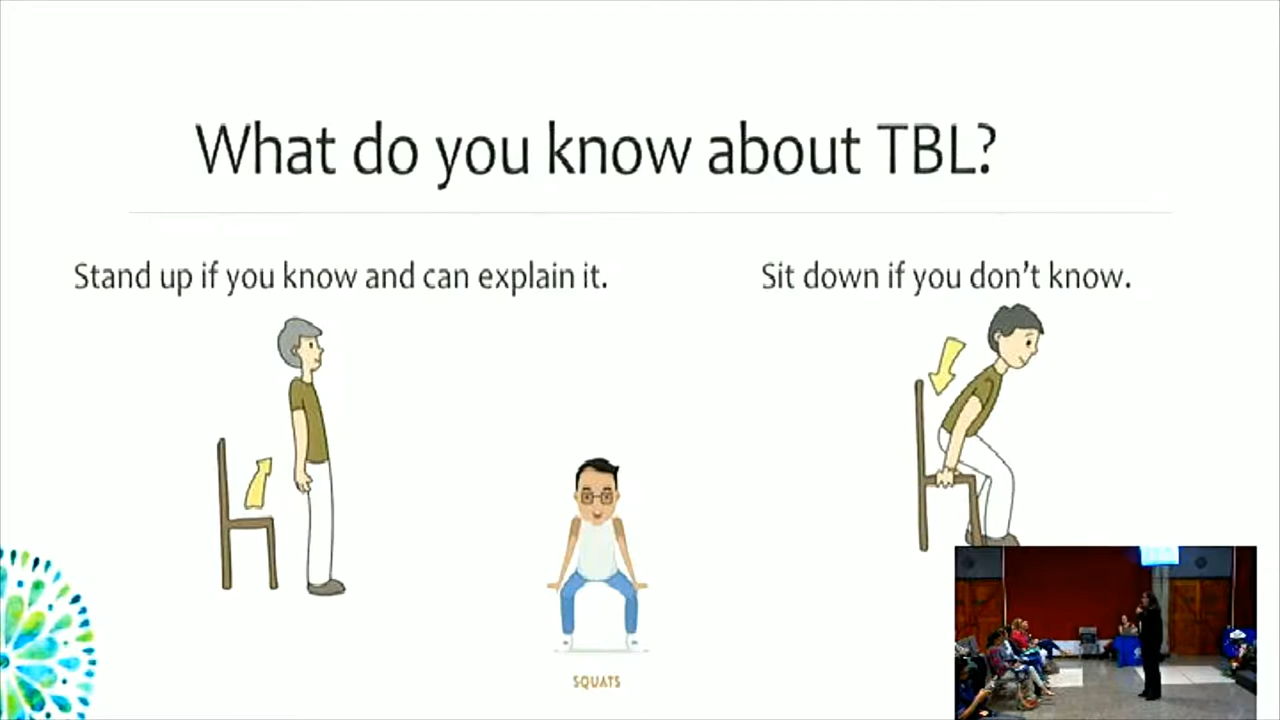 What do you know about TBL?
Stand up if you know and can explain it.
Sit down if you don't know.
SQUATS